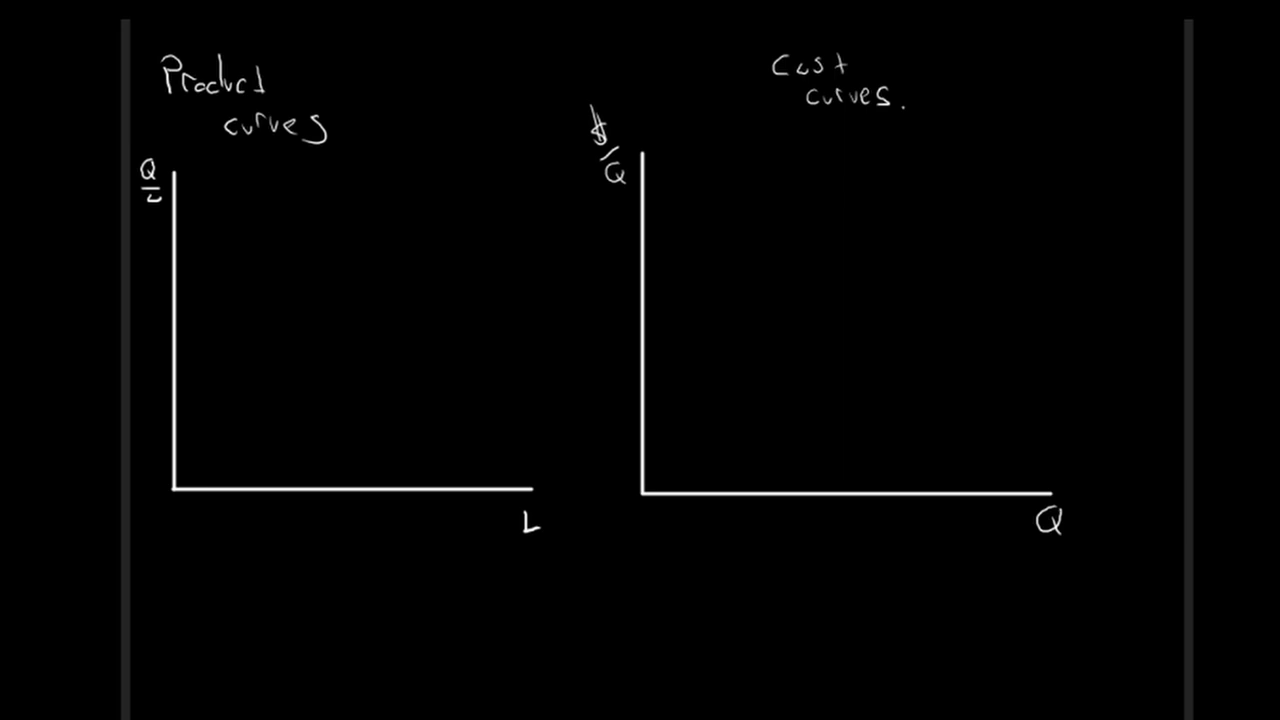 Product
curves
Cost
curves.
Q
L
$/Q
L
Q